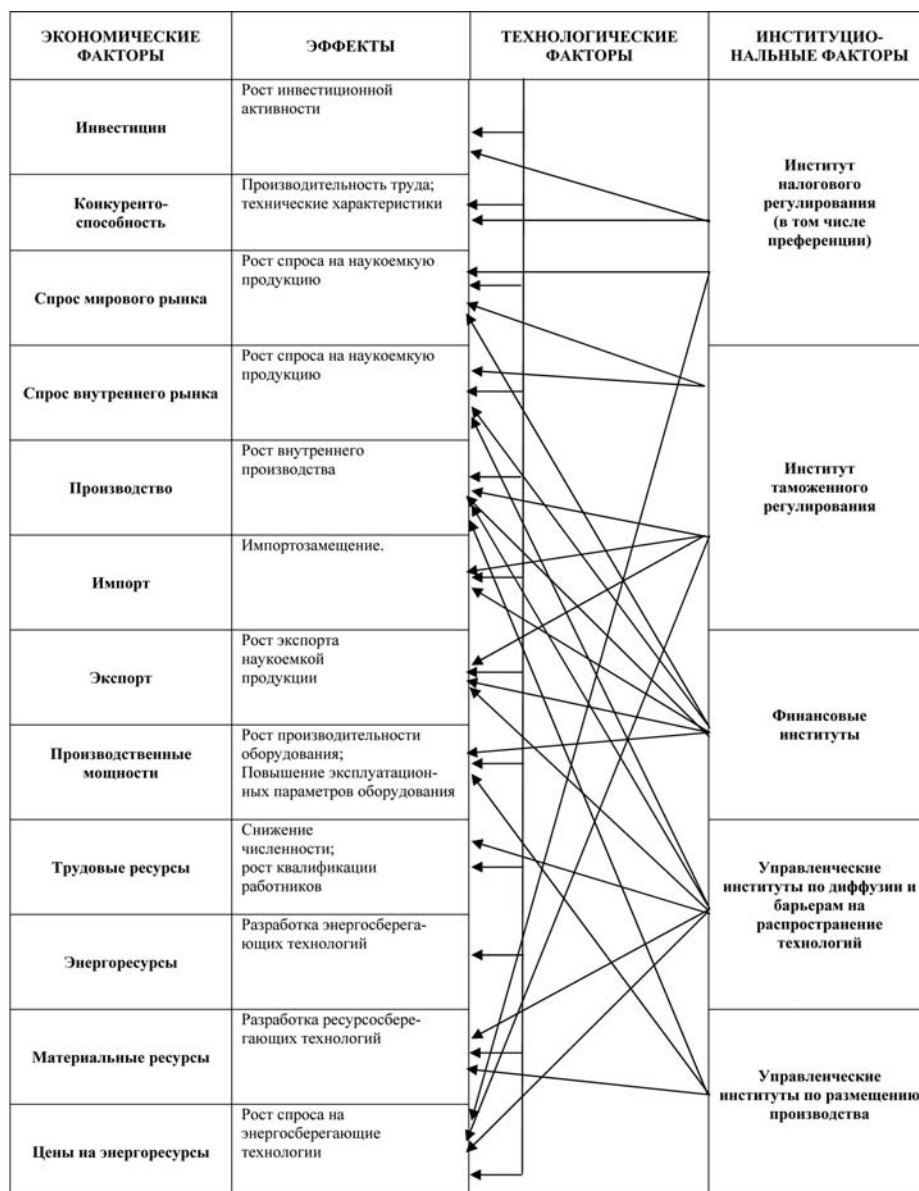 ЭКОНОМИЧЕСКИЕ
ФАКТОРЫ
ЭФФЕКТЫ
ТЕХНОЛОГИЧЕСКИЕ
ФАКТОРЫ
ИНСТИТУЦИО-
НАЛЬНЫЕ ФАКТОРЫ
Инвестиции
Рост инвестиционной
активности
Институт
налогового
регулирования
(в том числе
преференции)
Конкуренто-
способность
Производительность труда;
технические характеристики
Спрос мирового рынка
Рост спроса на наукоемкую
продукцию
Спрос внутреннего рынка
Рост спроса на наукоемкую
продукцию
Институт
таможенного
регулирования
Производство
Рост внутреннего
производства
Импорт
Импортозамещение.
Экспорт
Рост экспорта
наукоемкой
продукции
Финансовые
институты
Производственные
мощности
Рост производительности
оборудования;
Повышение эксплуатацион-
ных параметров оборудования
Трудовые ресурсы
Снижение
численности;
рост квалификации
работников
Управленческие
институты по диффузии и
барьерам на
распространение
технологий
Энергоресурсы
Разработка энергосберега-
ющих технологий
Материальные ресурсы
Разработка ресурсосбере-
гающих технологий
Управленческие
институты по размещению
производства
Цены на энергоресурсы
Рост спроса на
энергосберегающие
технологии